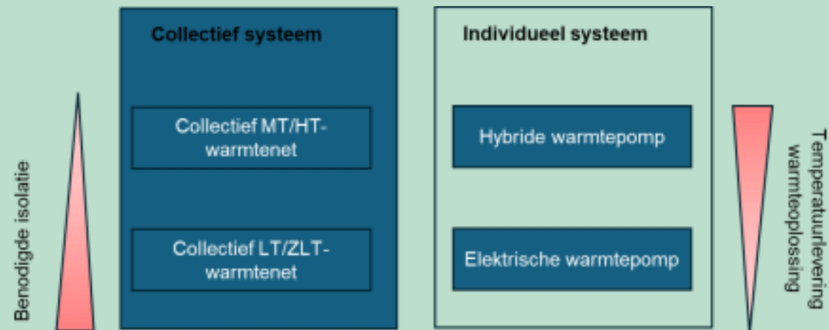 Collectief systeem
Individueel systeem
Collectief MT/HT-
warmtenet
Hybride warmtepomp
Collectief LT/ZLT-
warmtenet
Elektrische warmtepomp
Benodigde isolatie
Temperatuurlevering
warmteoplossing